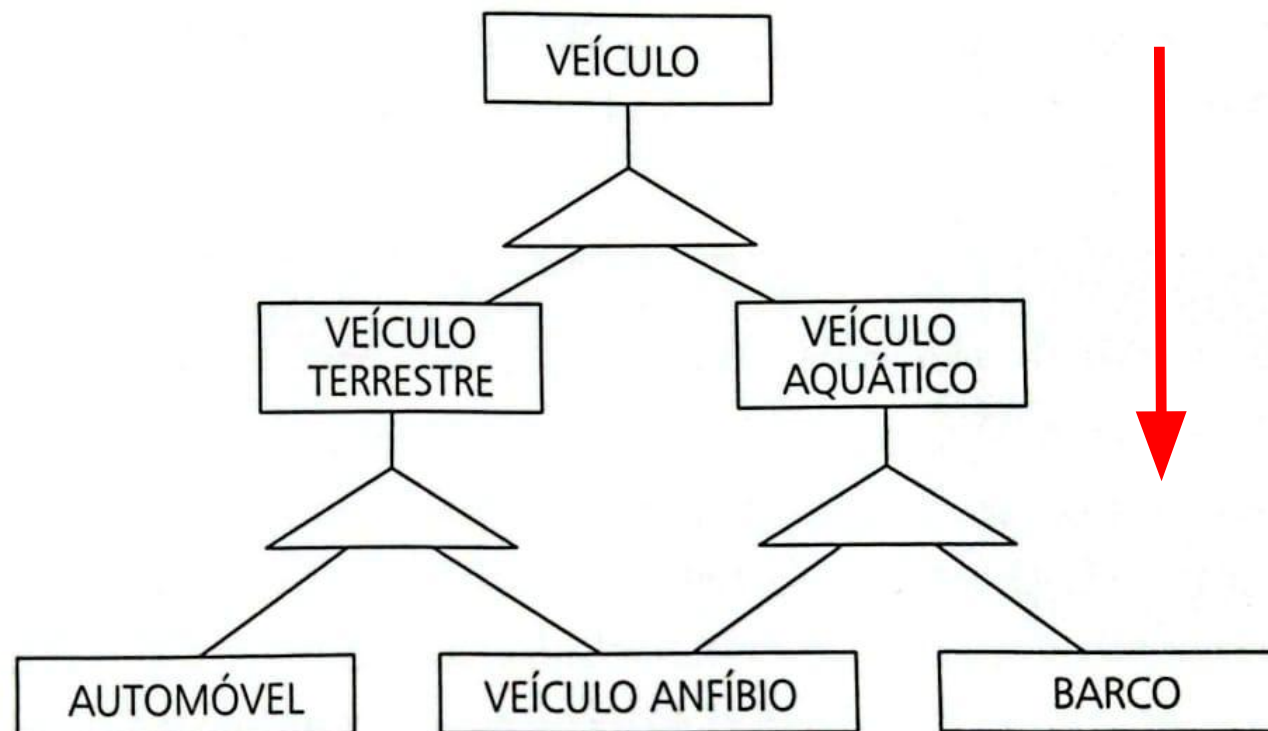 VEÍCULO
VEÍCULO
TERRESTRE
VEÍCULO
AQUÁTICO
AUTOMÓVEL
VEÍCULO ANFÍBIO
BARCO